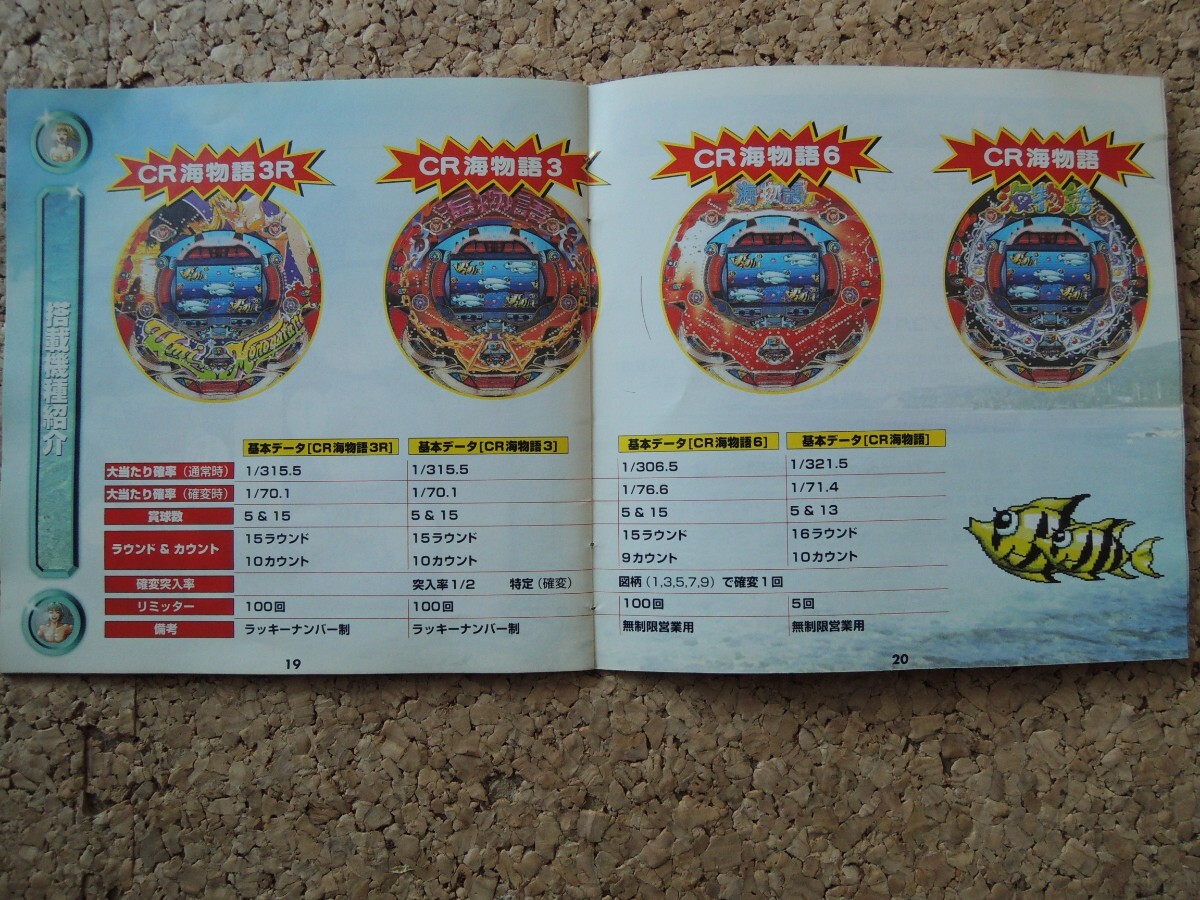 CR海物語3R
CR海物語3
CR海物語6
CR海物語
海物語
海物語
海物語
Umi Monogatari
搭載機種紹介
基本データ[CR海物語3R] 基本データ[CR海物語3] 基本データ[CR海物語6] 基本データ[CR海物語]
大当たり確率(通常時) 1/315.5 1/315.5 1/306.5 1/321.5
大当たり確率(確変時) 1/70.1 1/70.1 1/76.6 1/71.4
賞球数 5 & 15 5 & 15 5 & 15 5 & 13
ラウンド & カウント 15ラウンド 15ラウンド 15ラウンド 16ラウンド
10カウント 10カウント 9カウント 10カウント
確変突入率 突入率1/2 特定(確変) 図柄(1,3,5,7,9)で確変1回
リミッター 100回 100回 100回 5回
備考 ラッキーナンバー制 ラッキーナンバー制 無制限営業用 無制限営業用
19
20